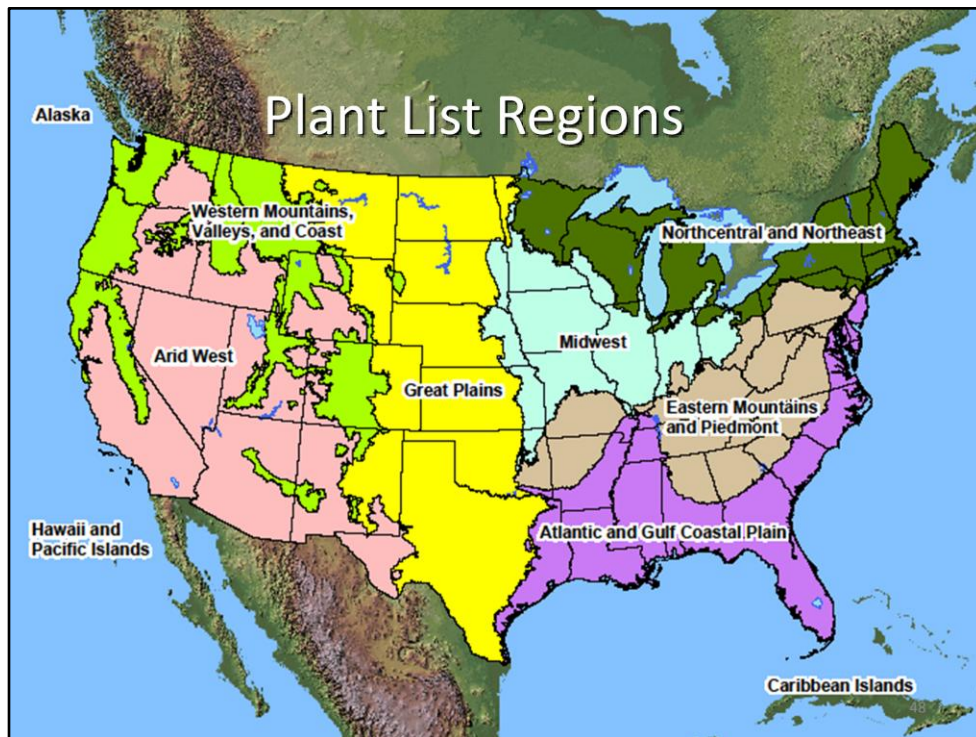 Plant List Regions
Alaska
Western Mountains,
Valleys, and Coast
Northcentral and Northeast
Arid West
Midwest
Great Plains
Eastern Mountains
and Piedmont
Hawaii and
Pacific Islands
Atlantic and Gulf Coastal Plain
Caribbean Islands
48